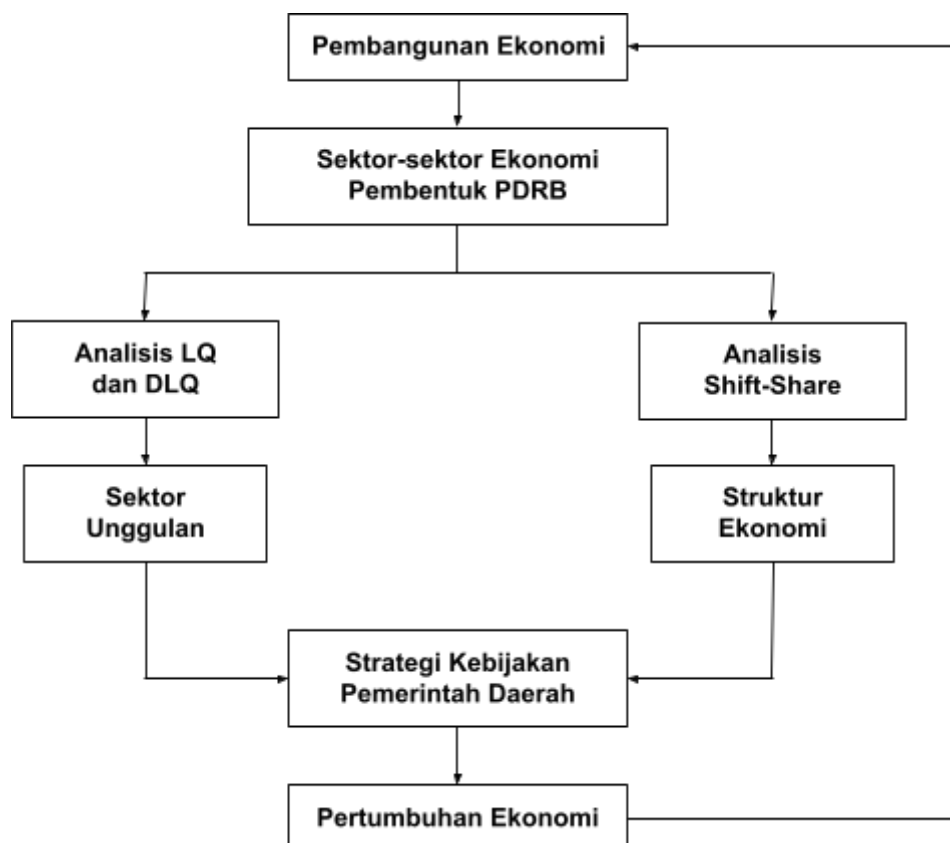 Pembangunan Ekonomi
Sektor-sektor Ekonomi
Pembentuk PDRB
Analisis LQ
dan DLQ
Analisis
Shift-Share
Sektor
Unggulan
Struktur
Ekonomi
Strategi Kebijakan
Pemerintah Daerah
Pertumbuhan Ekonomi